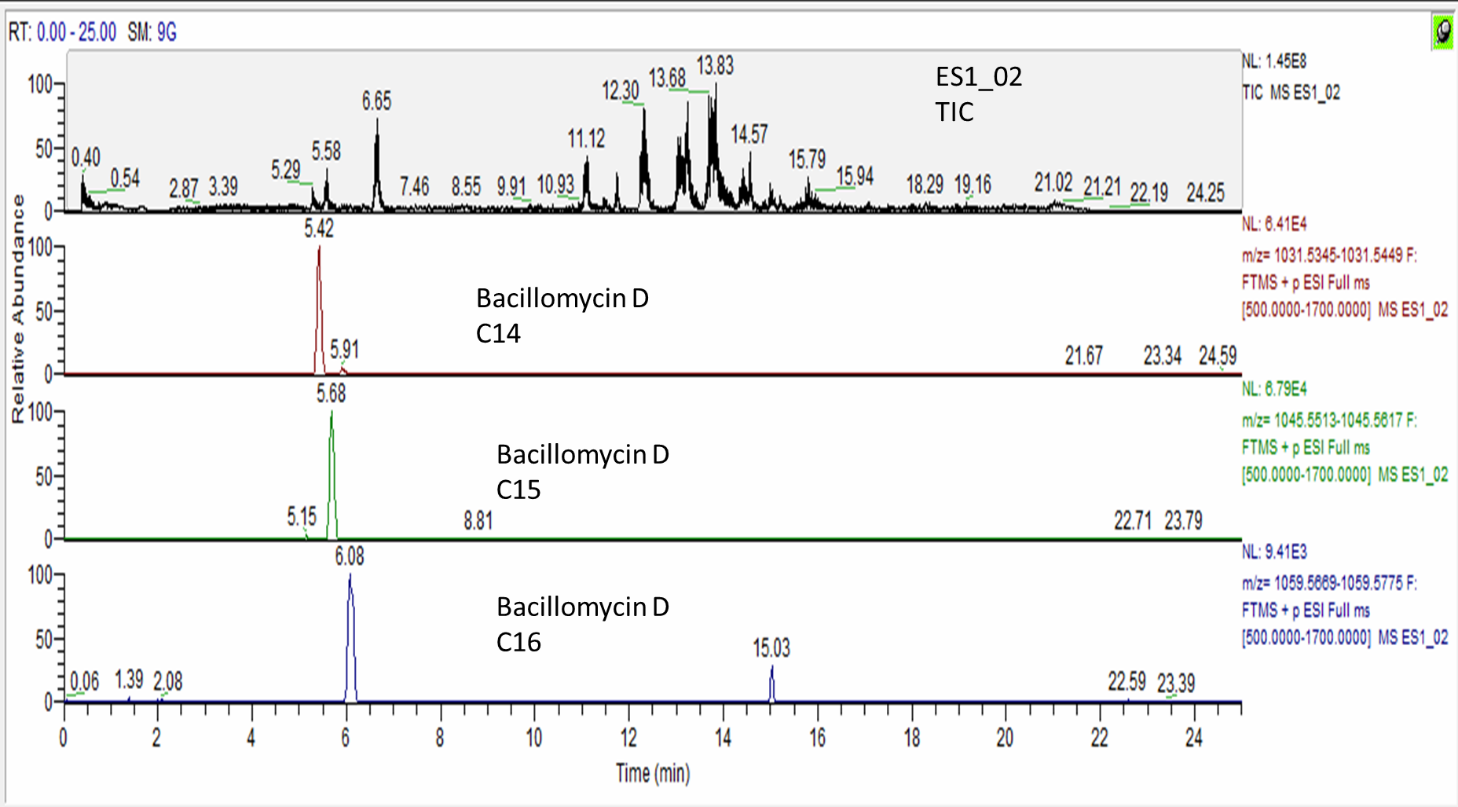 RT: 0.00 - 25.00 SM: 9G
NL: 1.45E8
TIC MS ES1_02
ES1_02
TIC
100
50
0
0.40
0.54
2.87
3.39
5.29
5.58
6.65
7.46
8.55
9.91
10.93
11.12
12.30
13.68
13.83
14.57
15.79
15.94
18.29
19.16
21.02
21.21
22.19
24.25
Relative Abundance
NL: 6.41E4
m/z= 1031.5345-1031.5449 F:
FTMS + p ESI Full ms
[500.0000-1700.0000] MS ES1_02
Bacillomycin D
C14
100
50
0
5.42
5.91
21.67
23.34
24.59
NL: 6.79E4
m/z= 1045.5513-1045.5617 F:
FTMS + p ESI Full ms
[500.0000-1700.0000] MS ES1_02
Bacillomycin D
C15
100
50
0
5.15
5.68
8.81
22.71
23.79
NL: 9.41E3
m/z= 1059.5669-1059.5775 F:
FTMS + p ESI Full ms
[500.0000-1700.0000] MS ES1_02
Bacillomycin D
C16
100
50
0
0.06
1.39
2.08
6.08
15.03
22.59
23.39
0 2 4 6 8 10 12 14 16 18 20 22 24
Time (min)